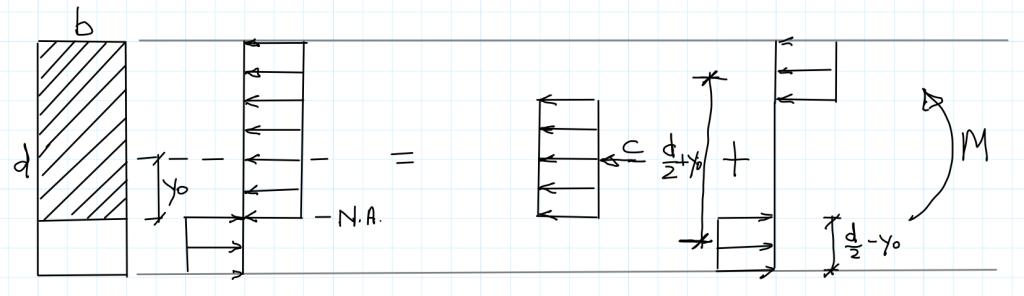 b
d
y₀
- N.A.
=
C
d/2 + y₀
+
M
d/2 - y₀